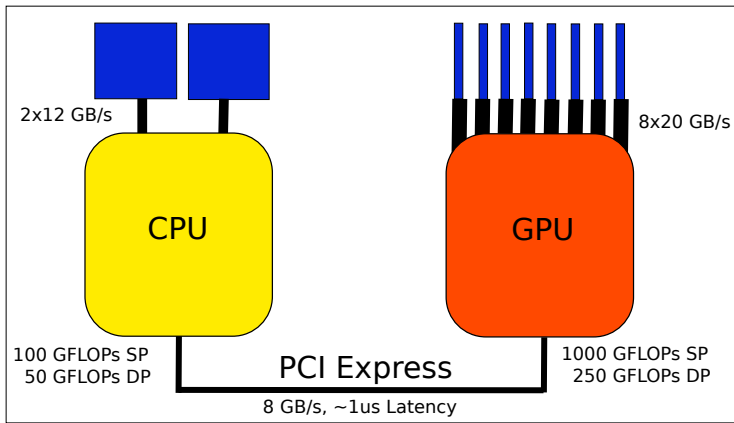 2x12 GB/s
8x20 GB/s
CPU
GPU
100 GFLOPs SP
50 GFLOPs DP
PCI Express
8 GB/s, ~1us Latency
1000 GFLOPs SP
250 GFLOPs DP